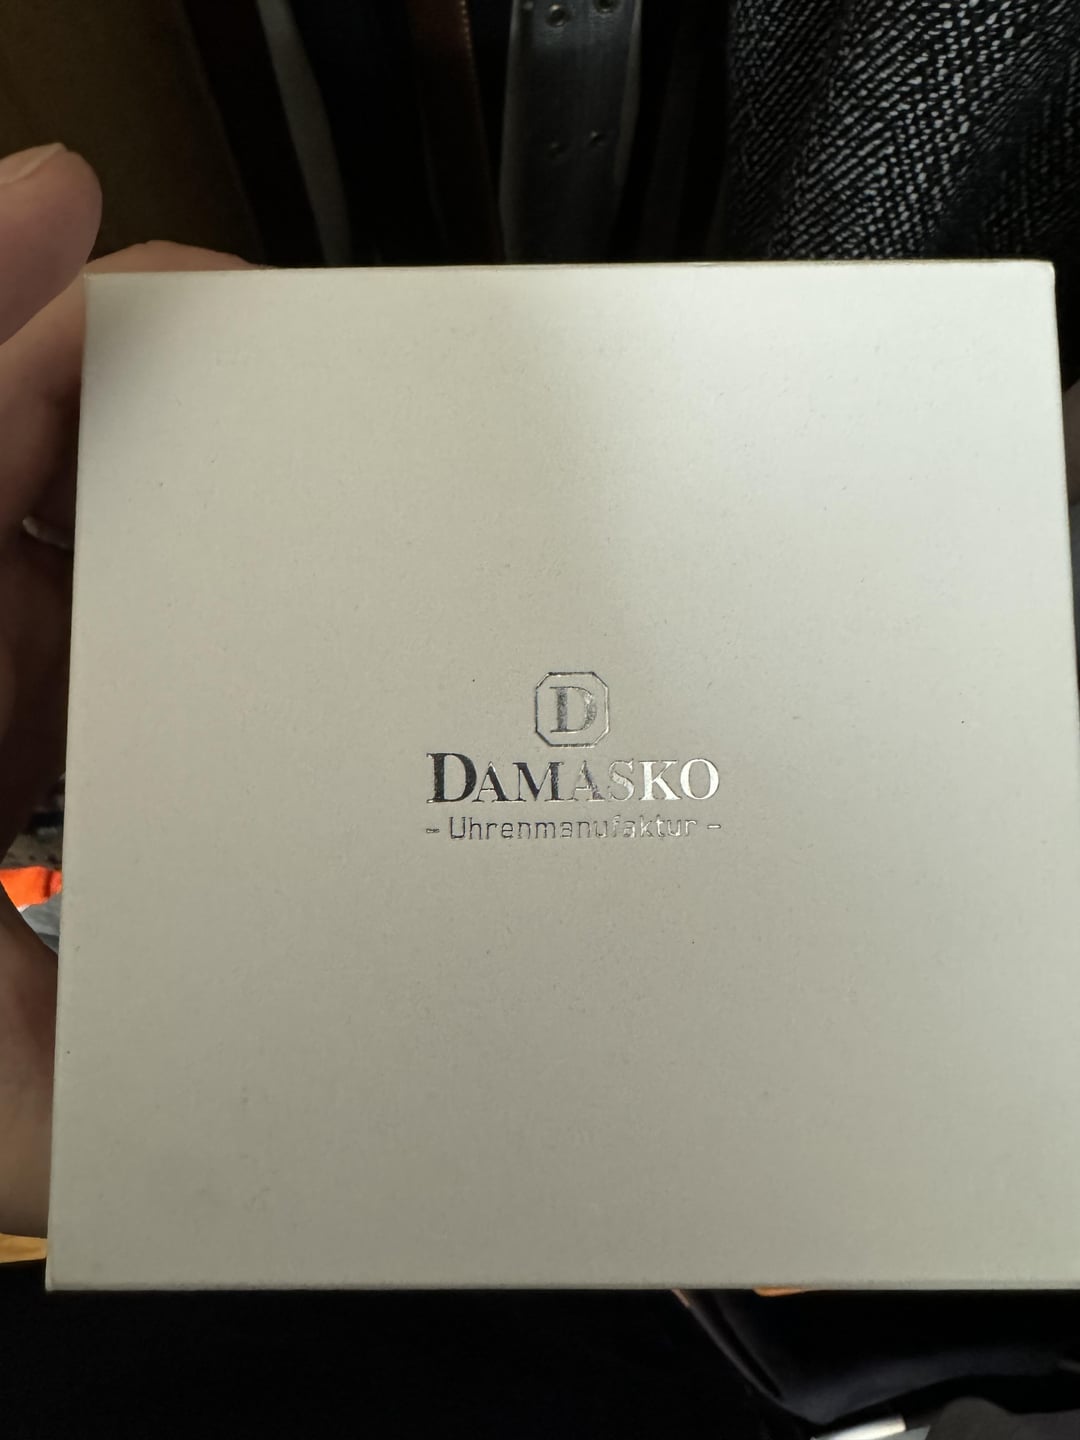 D
DAMASKO
- Uhrenmanufaktur -